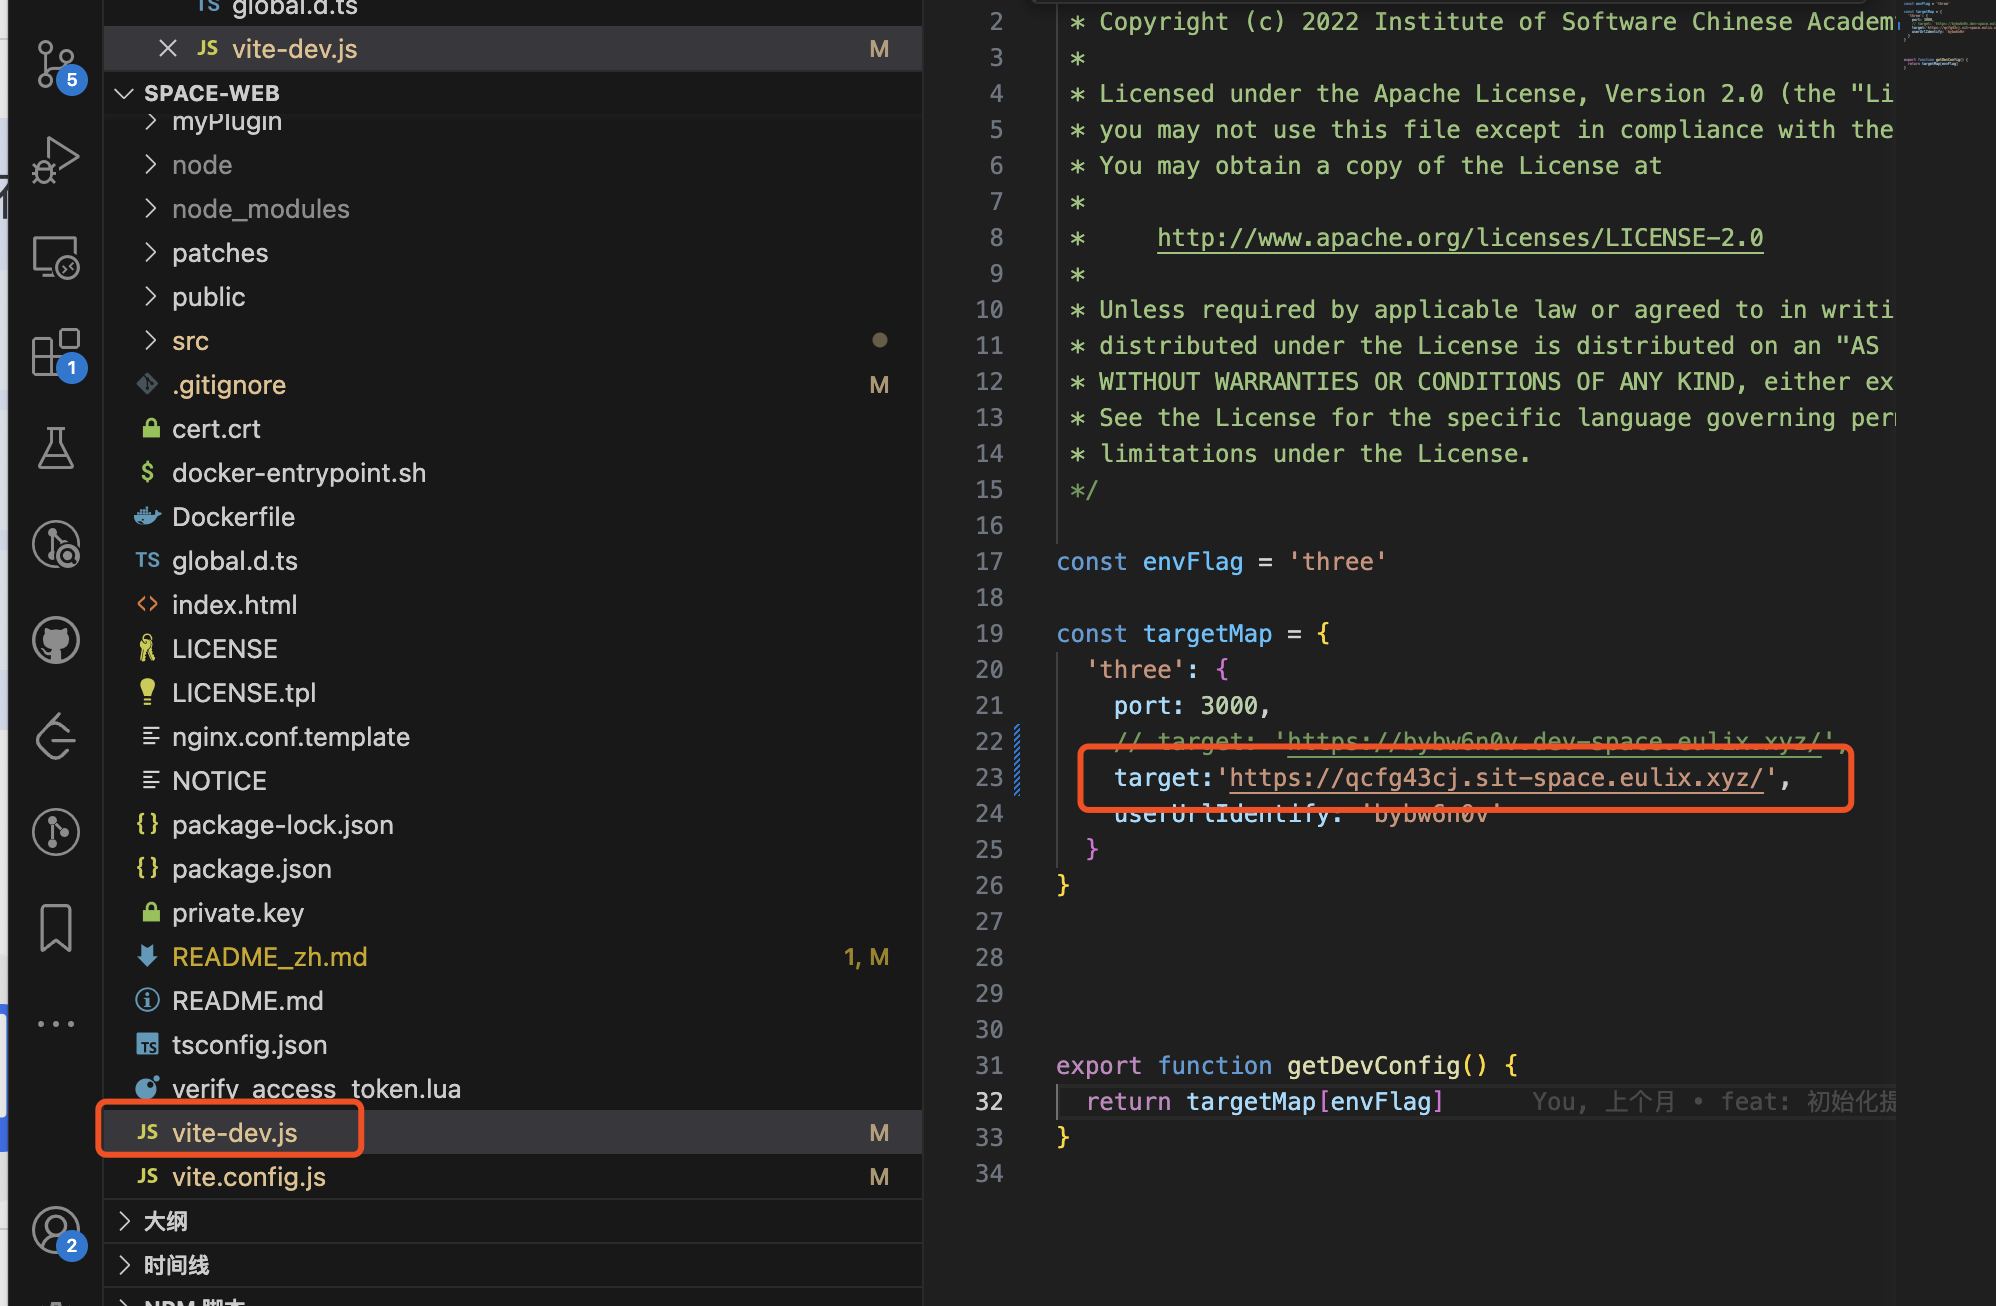 TS global.d.ts
JS vite-dev.js M
SPACE-WEB
myPlugin
node
node_modules
patches
public
src
.gitignore M
cert.crt
$ docker-entrypoint.sh
Dockerfile
TS global.d.ts
<> index.html
LICENSE
LICENSE.tpl
nginx.conf.template
NOTICE
{} package-lock.json
{} package.json
private.key
README_zh.md 1, M
README.md
TS tsconfig.json
verify_access_token.lua
JS vite-dev.js M
JS vite.config.js M
大纲
时间线
NPM 脚本
5
1
2
2 * Copyright (c) 2022 Institute of Software Chinese Academ
3 *
4 * Licensed under the Apache License, Version 2.0 (the "Li
5 * you may not use this file except in compliance with the
6 * You may obtain a copy of the License at
7 *
8 * http://www.apache.org/licenses/LICENSE-2.0
9 *
10 * Unless required by applicable law or agreed to in writi
11 * distributed under the License is distributed on an "AS
12 * WITHOUT WARRANTIES OR CONDITIONS OF ANY KIND, either ex
13 * See the License for the specific language governing per
14 * limitations under the License.
15 */
16
17 const envFlag = 'three'
18
19 const targetMap = {
20 'three': {
21 port: 3000,
22 // target: 'https://bybw6n0v.dev-space.eulix.xyz/',
23 target:'https://qcfg43cj.sit-space.eulix.xyz/',
24 userUrlIdentify: 'bybw6n0v'
25 }
26 }
27
28
29
30
31 export function getDevConfig() {
32 return targetMap[envFlag] You, 上个月 • feat: 初始化提
33 }
34